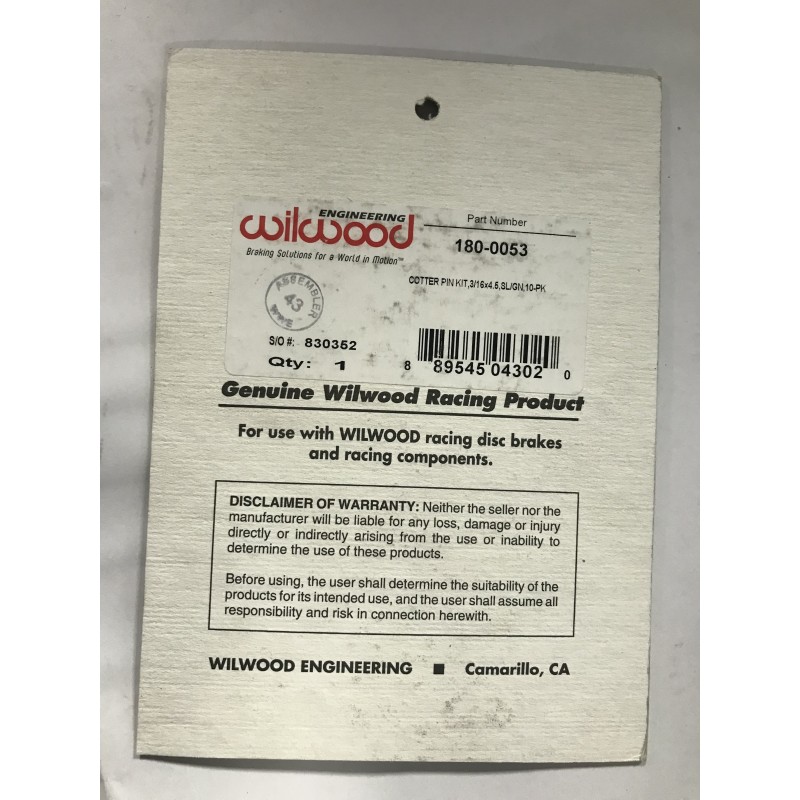 ENGINEERING
wilwood
Braking Solutions for a World in Motion™
Part Number
180-0053
COTTER PIN KIT,3/16x4.5,SL/GN,10-PK
ASSEMBLER
43
WWE
S/O #: 830352
Qty: 1
8 89545 04302 0
Genuine Wilwood Racing Product
For use with WILWOOD racing disc brakes
and racing components.
DISCLAIMER OF WARRANTY: Neither the seller nor the
manufacturer will be liable for any loss, damage or injury
directly or indirectly arising from the use or inability to
determine the use of these products.
Before using, the user shall determine the suitability of the
products for its intended use, and the user shall assume all
responsibility and risk in connection herewith.
WILWOOD ENGINEERING ■ Camarillo, CA